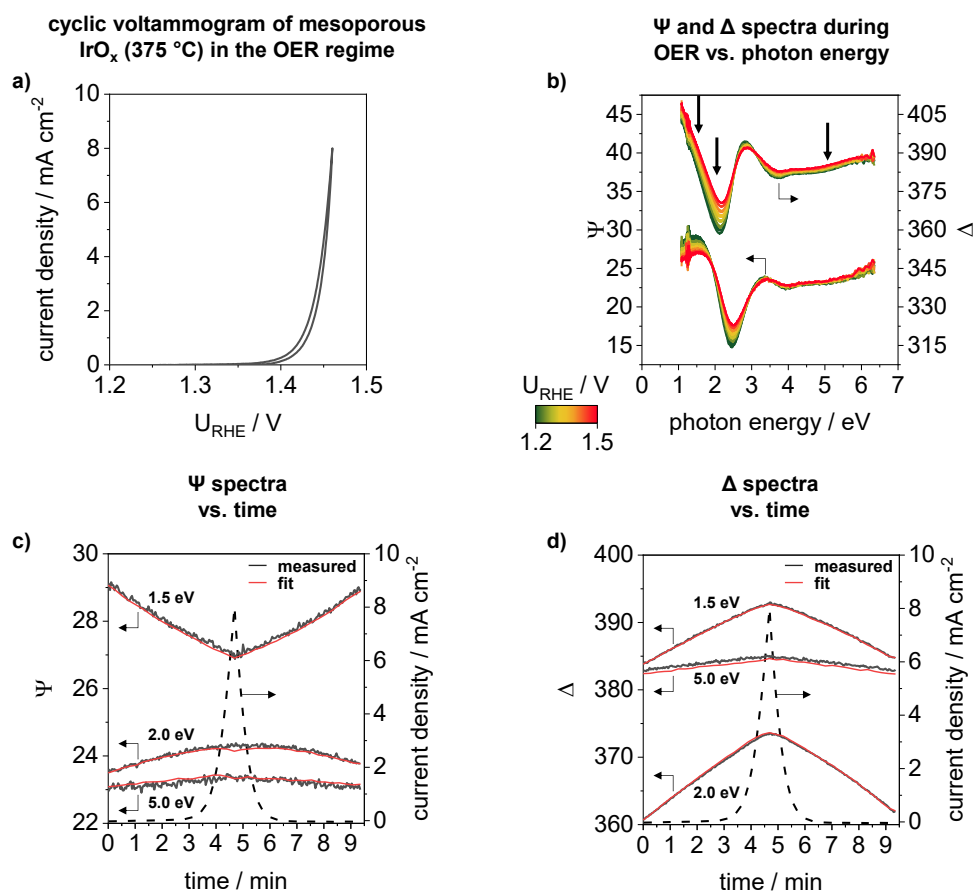 cyclic voltammogram of mesoporous
IrOₓ (375 °C) in the OER regime
a)
8
6
4
2
0
current density / mA cm⁻²
1.2 1.3 1.4 1.5
U_RHE / V
Ψ and Δ spectra during
OER vs. photon energy
b)
45
40
35
30
25
20
15
Ψ
405
390
375
360
345
330
315
Δ
0 1 2 3 4 5 6 7
photon energy / eV
U_RHE / V
1.2 1.5
Ψ spectra
vs. time
c)
30
28
26
24
22
Ψ
measured
fit
1.5 eV
2.0 eV
5.0 eV
10
8
6
4
2
0
current density / mA cm⁻²
0 1 2 3 4 5 6 7 8 9
time / min
Δ spectra
vs. time
d)
400
390
380
370
360
Δ
measured
fit
1.5 eV
5.0 eV
2.0 eV
10
8
6
4
2
0
current density / mA cm⁻²
0 1 2 3 4 5 6 7 8 9
time / min